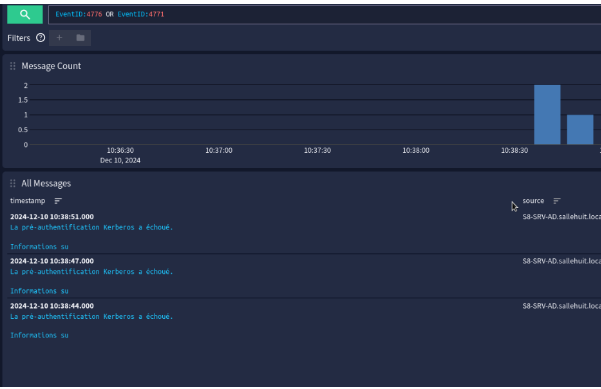 EventID:4776 OR EventID:4771
Filters
Message Count
2
1.5
1
0.5
0
10:36:30 10:37:00 10:37:30 10:38:00 10:38:30
Dec 10, 2024
All Messages
timestamp source
2024-12-10 10:38:51.000 S8-SRV-AD.sallehuit.loca
La pré-authentification Kerberos a échoué.
Informations su
2024-12-10 10:38:47.000 S8-SRV-AD.sallehuit.loca
La pré-authentification Kerberos a échoué.
Informations su
2024-12-10 10:38:44.000 S8-SRV-AD.sallehuit.loca
La pré-authentification Kerberos a échoué.
Informations su